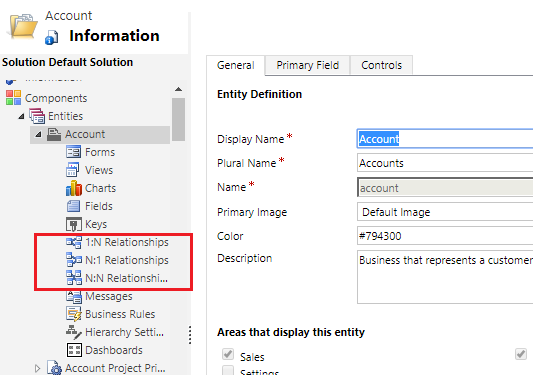 Account
Information
Solution Default Solution
Information
Components
Entities
Account
Forms
Views
Charts
Fields
Keys
1:N Relationships
N:1 Relationships
N:N Relationshi...
Messages
Business Rules
Hierarchy Setti...
Dashboards
Account Project Pri...
General
Primary Field
Controls
Entity Definition
Display Name*
Account
Plural Name*
Accounts
Name*
account
Primary Image
Default Image
Color
#794300
Description
Business that represents a customer
Areas that display this entity
Sales
Settings